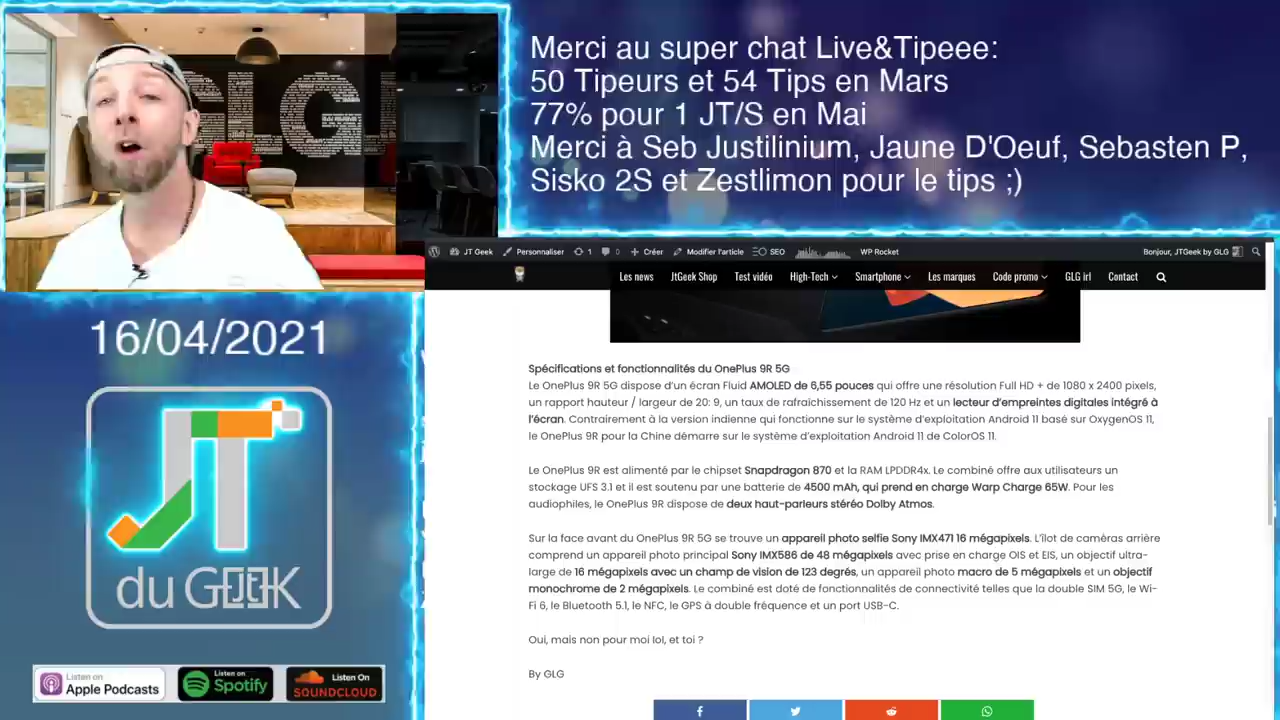 Merci au super chat Live&Tipeee:
50 Tipeurs et 54 Tips en Mars
77% pour 1 JT/S en Mai
Merci à Seb Justilinium, Jaune D'Oeuf, Sebasten P,
Sisko 2S et Zestlimon pour le tips ;)
JT Geek Personnaliser 1 0 Créer Modifier l'article SEO WP Rocket Bonjour, JTGeek by GLG
Les news JtGeek Shop Test vidéo High-Tech Smartphone Les marques Code promo GLG irl Contact
16/04/2021
JT
du GEEK
Listen on
Apple Podcasts
Listen on
Spotify
Listen On
SOUNDCLOUD
Spécifications et fonctionnalités du OnePlus 9R 5G
Le OnePlus 9R 5G dispose d'un écran Fluid AMOLED de 6,55 pouces qui offre une résolution Full HD + de 1080 x 2400 pixels,
un rapport hauteur / largeur de 20: 9, un taux de rafraîchissement de 120 Hz et un lecteur d'empreintes digitales intégré à
l'écran. Contrairement à la version indienne qui fonctionne sur le système d'exploitation Android 11 basé sur OxygenOS 11,
le OnePlus 9R pour la Chine démarre sur le système d'exploitation Android 11 de ColorOS 11.
Le OnePlus 9R est alimenté par le chipset Snapdragon 870 et la RAM LPDDR4x. Le combiné offre aux utilisateurs un
stockage UFS 3.1 et il est soutenu par une batterie de 4500 mAh, qui prend en charge Warp Charge 65W. Pour les
audiophiles, le OnePlus 9R dispose de deux haut-parleurs stéréo Dolby Atmos.
Sur la face avant du OnePlus 9R 5G se trouve un appareil photo selfie Sony IMX471 16 mégapixels. L'îlot de caméras arrière
comprend un appareil photo principal Sony IMX586 de 48 mégapixels avec prise en charge OIS et EIS, un objectif ultra-
large de 16 mégapixels avec un champ de vision de 123 degrés, un appareil photo macro de 5 mégapixels et un objectif
monochrome de 2 mégapixels. Le combiné est doté de fonctionnalités de connectivité telles que la double SIM 5G, le Wi-
Fi 6, le Bluetooth 5.1, le NFC, le GPS à double fréquence et un port USB-C.
Oui, mais non pour moi lol, et toi ?
By GLG